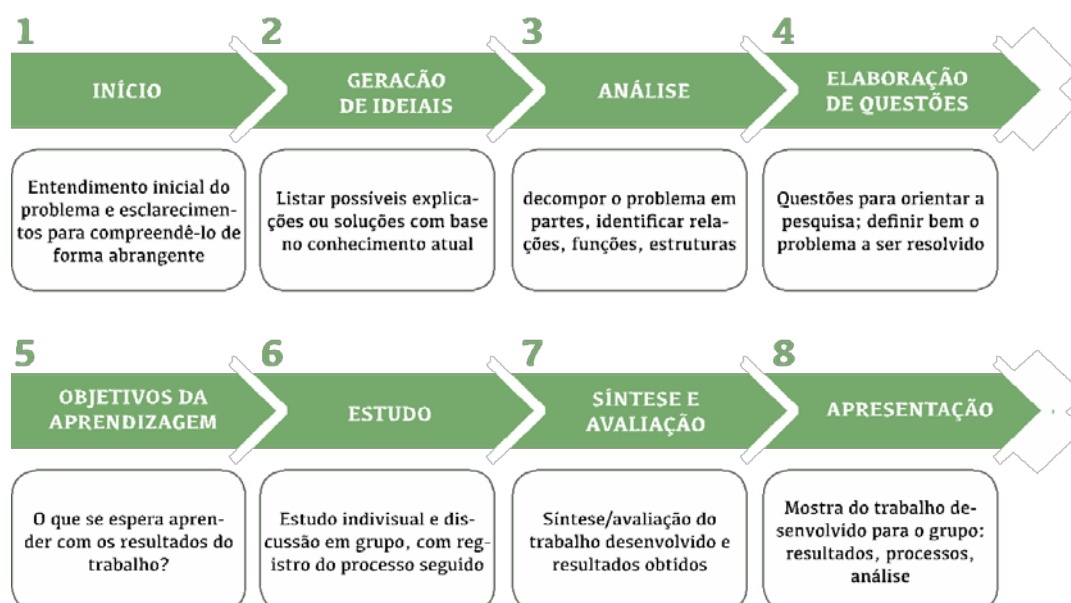 1
INÍCIO
Entendimento inicial do
problema e esclarecimen-
tos para compreendê-lo de
forma abrangente
2
GERACÃO
DE IDEIAIS
Listar possíveis explica-
ções ou soluções com base
no conhecimento atual
3
ANÁLISE
decompor o problema em
partes, identificar rela-
ções, funções, estruturas
4
ELABORAÇÃO
DE QUESTÕES
Questões para orientar a
pesquisa; definir bem o
problema a ser resolvido
5
OBJETIVOS DA
APRENDIZAGEM
O que se espera apren-
der com os resultados do
trabalho?
6
ESTUDO
Estudo indivisual e dis-
cussão em grupo, com reg-
istro do processo seguido
7
SÍNTESE E
AVALIAÇÃO
Síntese/avaliação do
trabalho desenvolvido e
resultados obtidos
8
APRESENTAÇÃO
Mostra do trabalho de-
senvolvido para o grupo:
resultados, processos,
análise